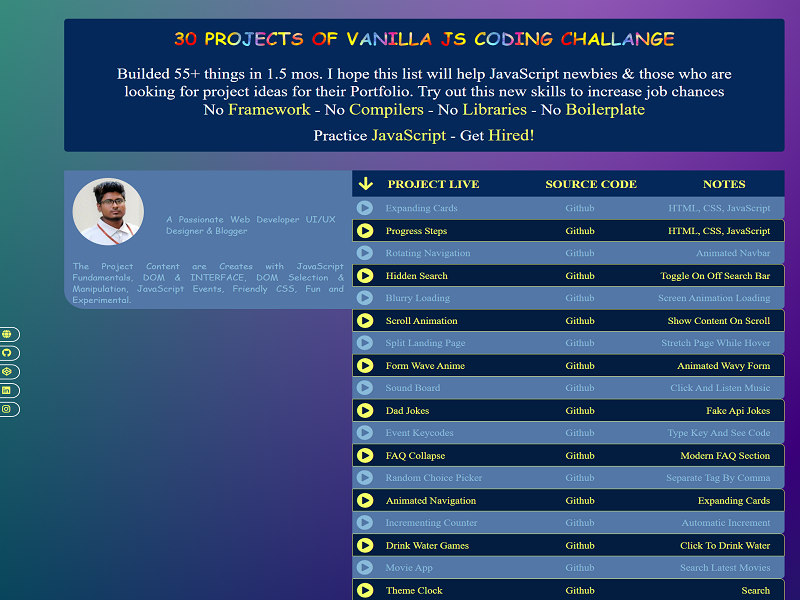 30 PROJECTS OF VANILLA JS CODING CHALLANGE
Builded 55+ things in 1.5 mos. I hope this list will help JavaScript newbies & those who are
looking for project ideas for their Portfolio. Try out this new skills to increase job chances
No Framework - No Compilers - No Libraries - No Boilerplate
Practice JavaScript - Get Hired!
A Passionate Web Developer UI/UX
Designer & Blogger
The Project Content are Creates with JavaScript
Fundamentals, DOM & INTERFACE, DOM Selection &
Manipulation, JavaScript Events, Friendly CSS, Fun and
Experimental.
PROJECT LIVE SOURCE CODE NOTES
Expanding Cards Github HTML, CSS, JavaScript
Progress Steps Github HTML, CSS, JavaScript
Rotating Navigation Github Animated Navbar
Hidden Search Github Toggle On Off Search Bar
Blurry Loading Github Screen Animation Loading
Scroll Animation Github Show Content On Scroll
Split Landing Page Github Stretch Page While Hover
Form Wave Anime Github Animated Wavy Form
Sound Board Github Click And Listen Music
Dad Jokes Github Fake Api Jokes
Event Keycodes Github Type Key And See Code
FAQ Collapse Github Modern FAQ Section
Random Choice Picker Github Separate Tag By Comma
Animated Navigation Github Expanding Cards
Incrementing Counter Github Automatic Increment
Drink Water Games Github Click To Drink Water
Movie App Github Search Latest Movies
Theme Clock Github Search